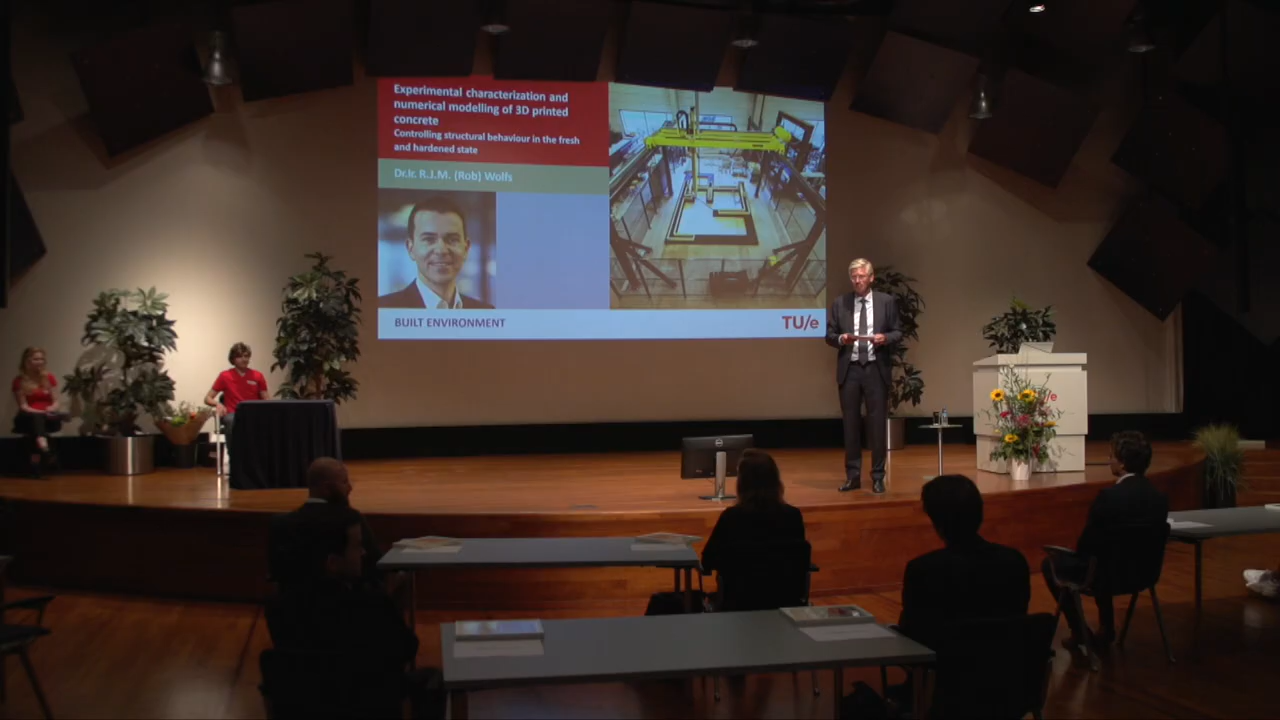 Experimental characterization and
numerical modelling of 3D printed
concrete
Controlling structural behaviour in the fresh
and hardened state
Dr.Ir. R.J.M. (Rob) Wolfs
BUILT ENVIRONMENT
TU/e